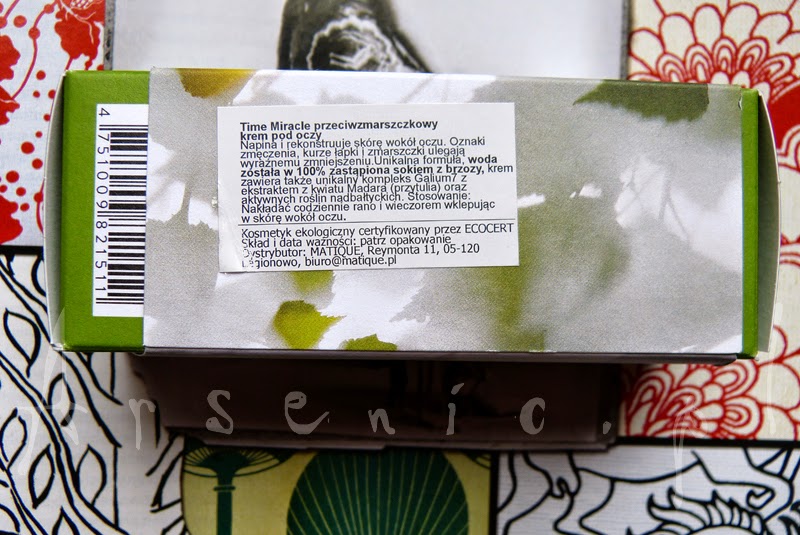 Time Miracle przeciwzmarszczkowy
krem pod oczy
Napina i rekonstruuje skórę wokół oczu. Oznaki
zmęczenia, kurze łapki i zmarszczki ulegają
wyraźnemu zmniejszeniu.Unikalna formuła, woda
została w 100% zastąpiona sokiem z brzozy, krem
zawiera także unikalny kompleks Galium7 z
ekstraktem z kwiatu Madara (przytulia) oraz
aktywnych roślin nadbałtyckich. Stosowanie:
Nakładać codziennie rano i wieczorem wklepując
w skórę wokół oczu.
Kosmetyk ekologiczny certyfikowany przez ECOCERT
Skład i data ważności: patrz opakowanie
Dystrybutor: MATIQUE, Reymonta 11, 05-120
Legionowo, biuro@matique.pl
4 751009 821511
Arsenic.